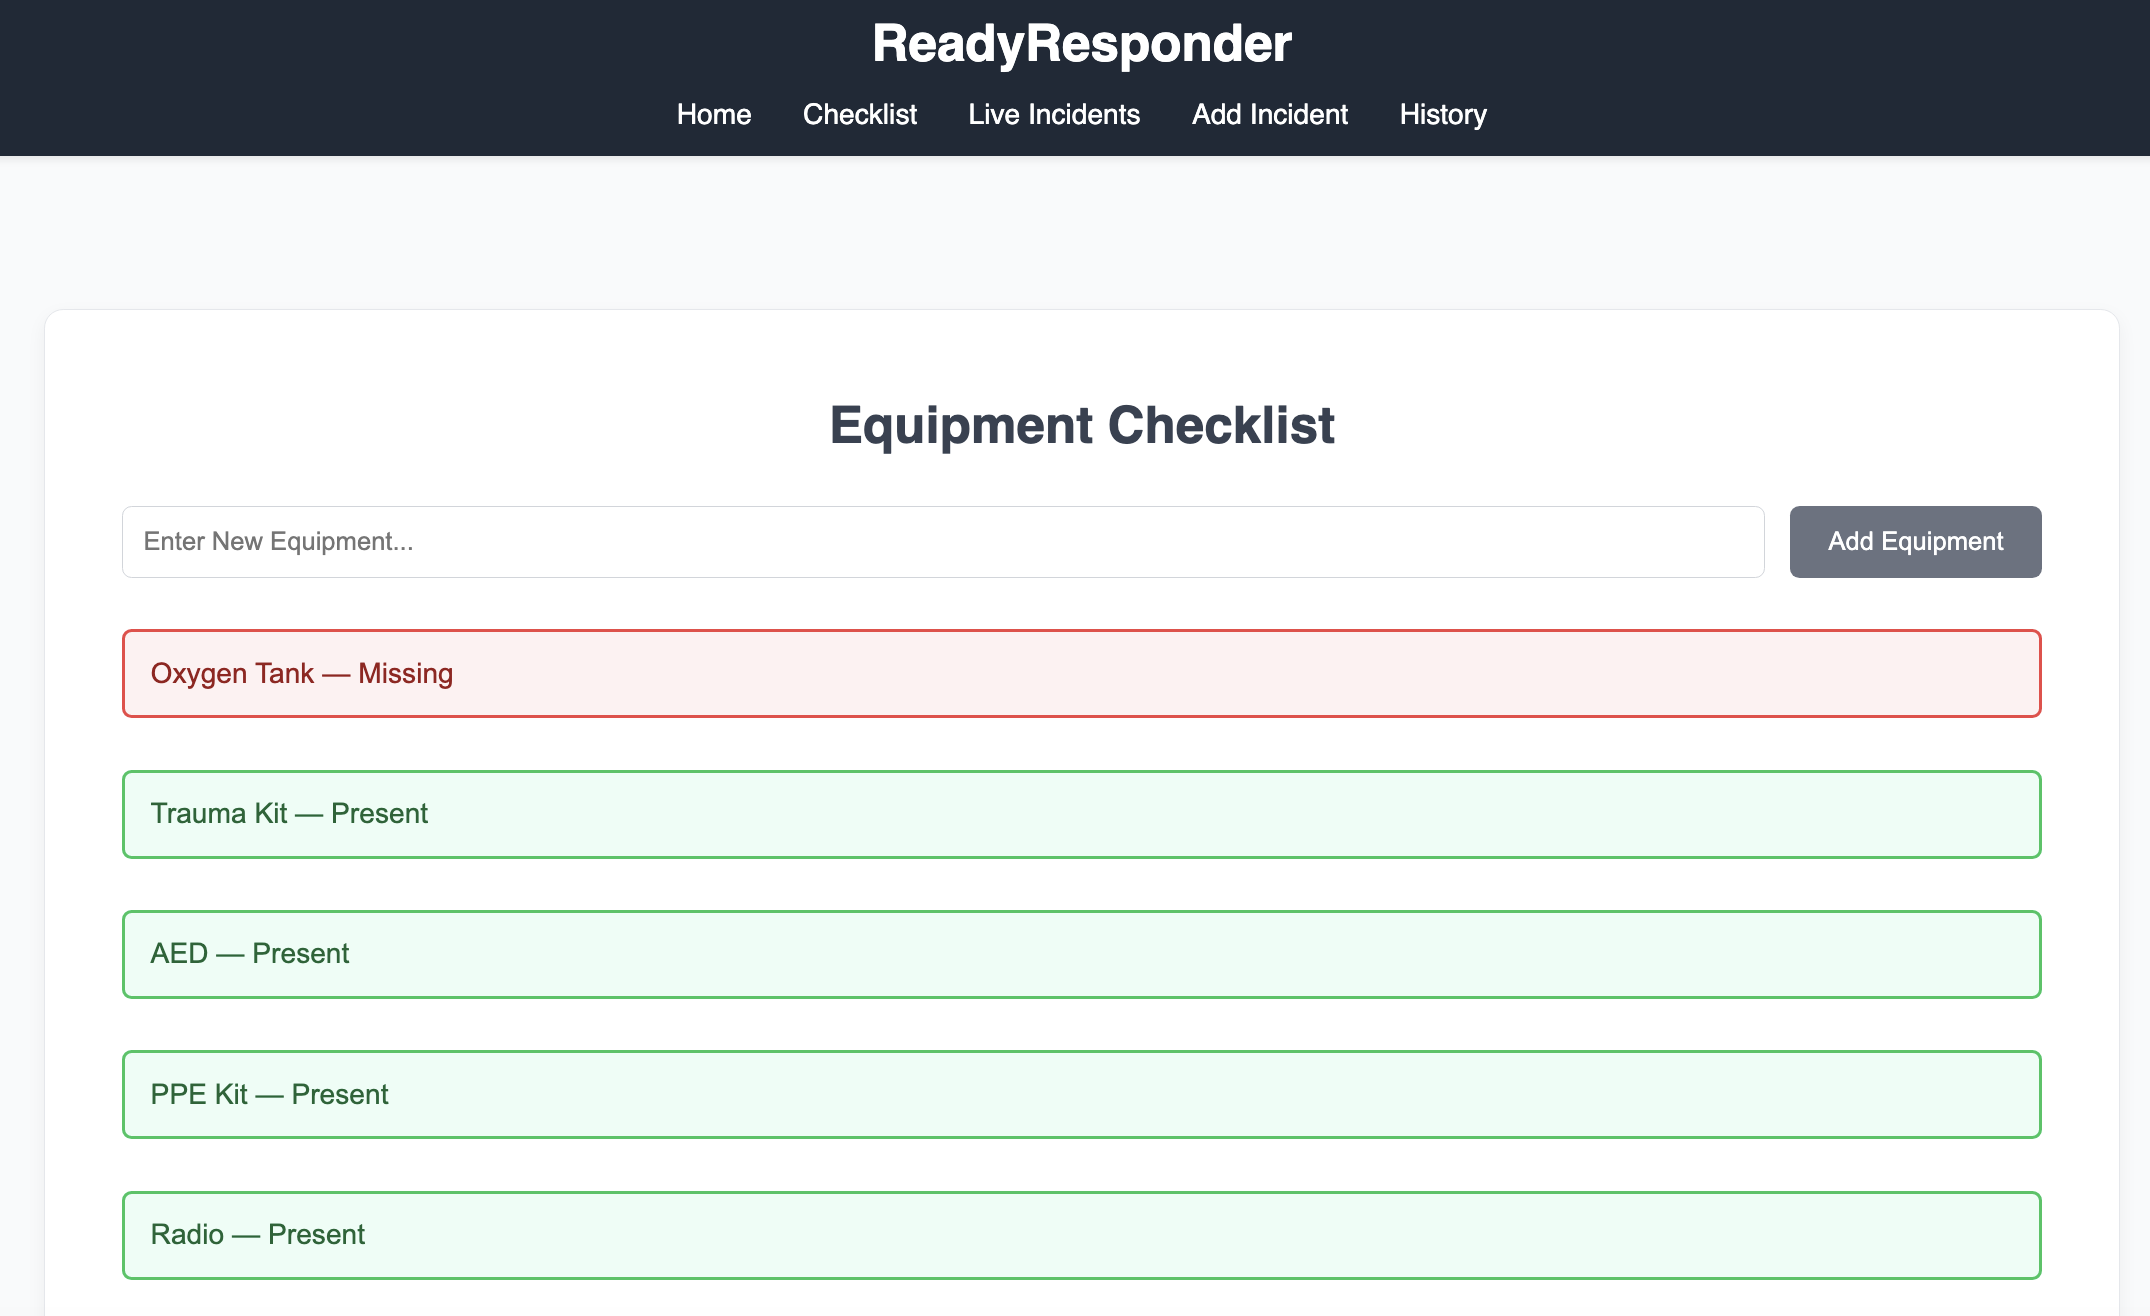 ReadyResponder
Home Checklist Live Incidents Add Incident History
Equipment Checklist
Enter New Equipment... Add Equipment
Oxygen Tank — Missing
Trauma Kit — Present
AED — Present
PPE Kit — Present
Radio — Present